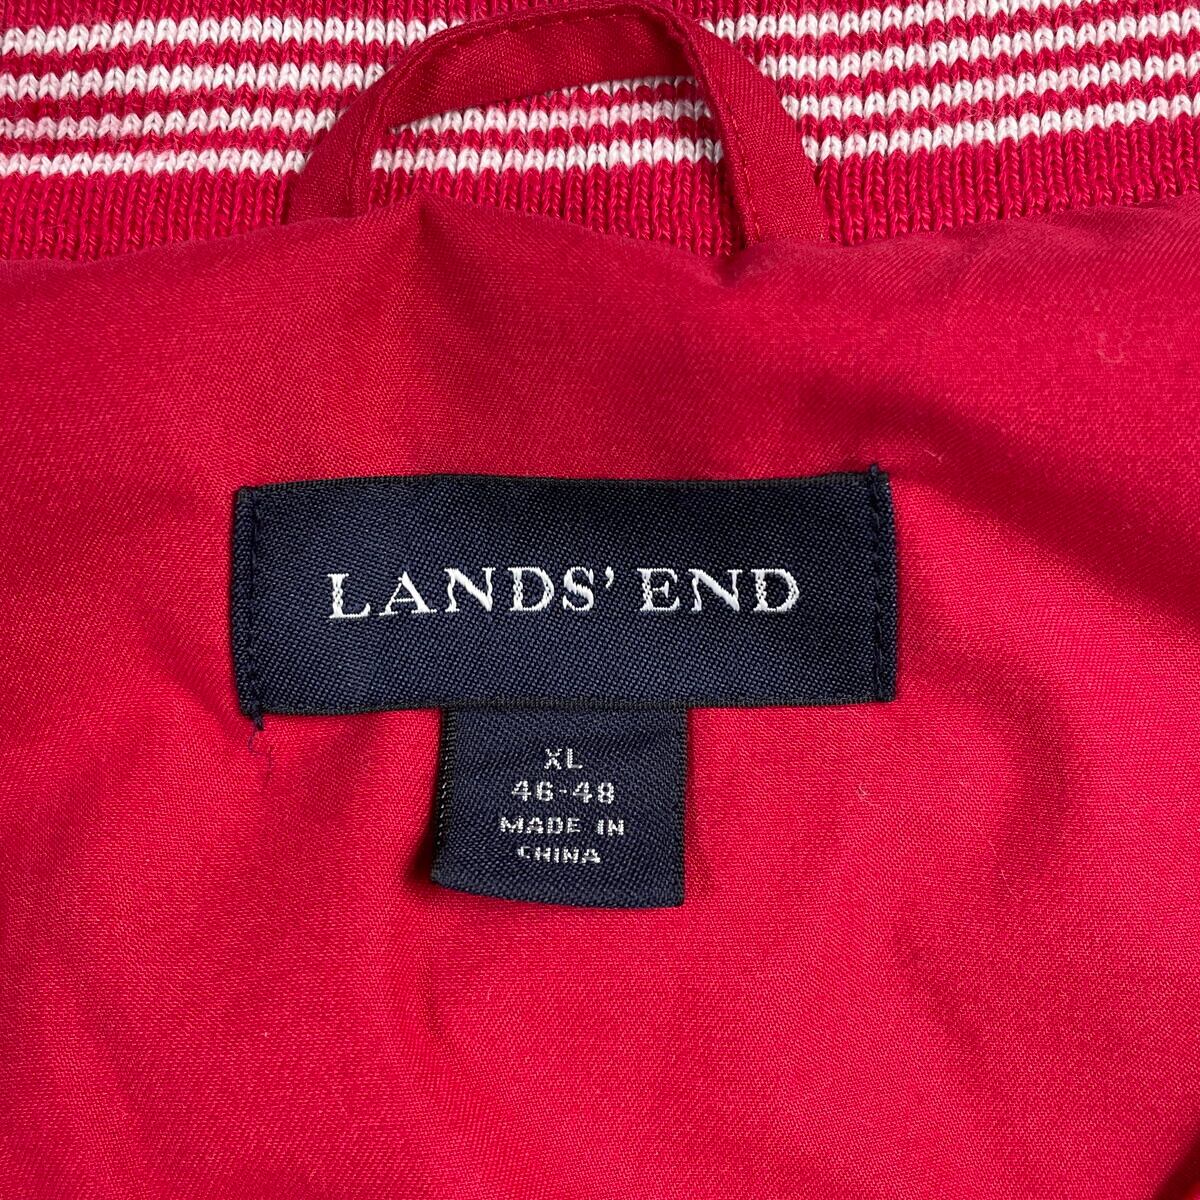 LANDS' END
XL
46-48
MADE IN
CHINA